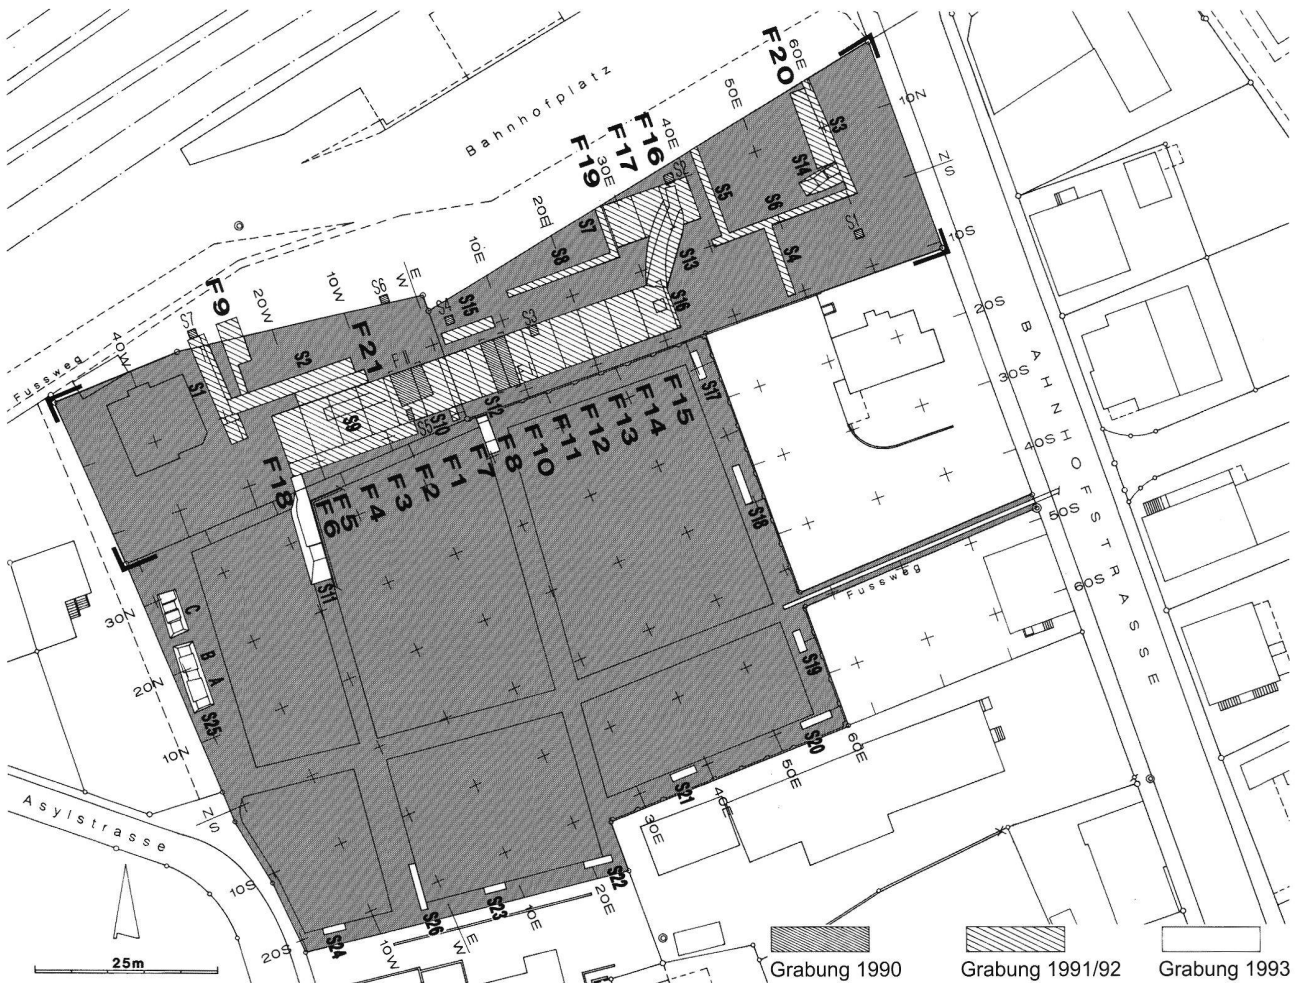 Bahnhofplatz
F20
60E
50E
10N
S3
S14
N
S
F16
F17
F19
40E
30E
S2
S5
S6
S4
S1
10S
20E
S7
S8
S13
S16
10E
E
W
S6
S15
S4
S3
10W
20W
F9
S7
40W
Fussweg
S1
S2
F21
F II
S9
S5
S10
S12
S17
20S
30S
40S
50S
60S
BAHNHOFSTRASSE
F18
F6
F5
F4
F3
F2
F1
F7
F8
F10
F11
F12
F13
F14
F15
S18
Fussweg
S11
C
B
A
S25
30N
20N
10N
N
S
S19
S20
60E
50E
S21
40E
30E
S22
20E
S23
10E
S26
E
W
10W
S24
10S
20S
Asylstrasse
25m
Grabung 1990
Grabung 1991/92
Grabung 1993